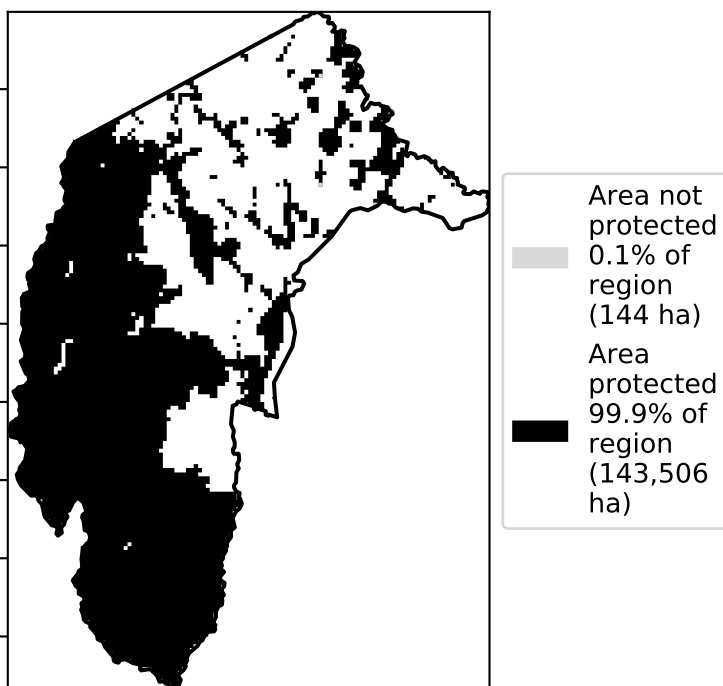 Area not
protected
0.1% of
region
(144 ha)
Area
protected
99.9% of
region
(143,506
ha)